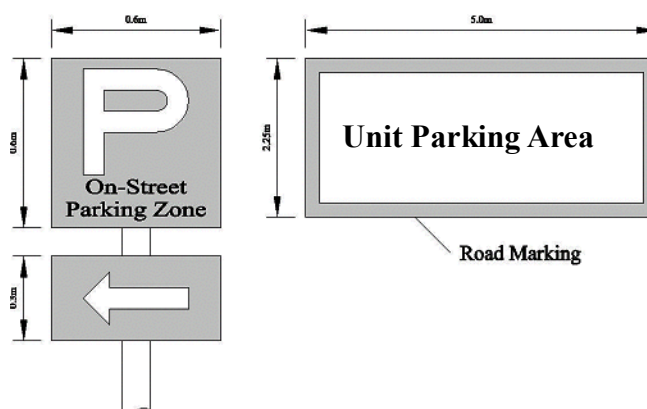 0.6m
5.0m
0.6m
P
On-Street
Parking Zone
2.25m
Unit Parking Area
Road Marking
0.3m